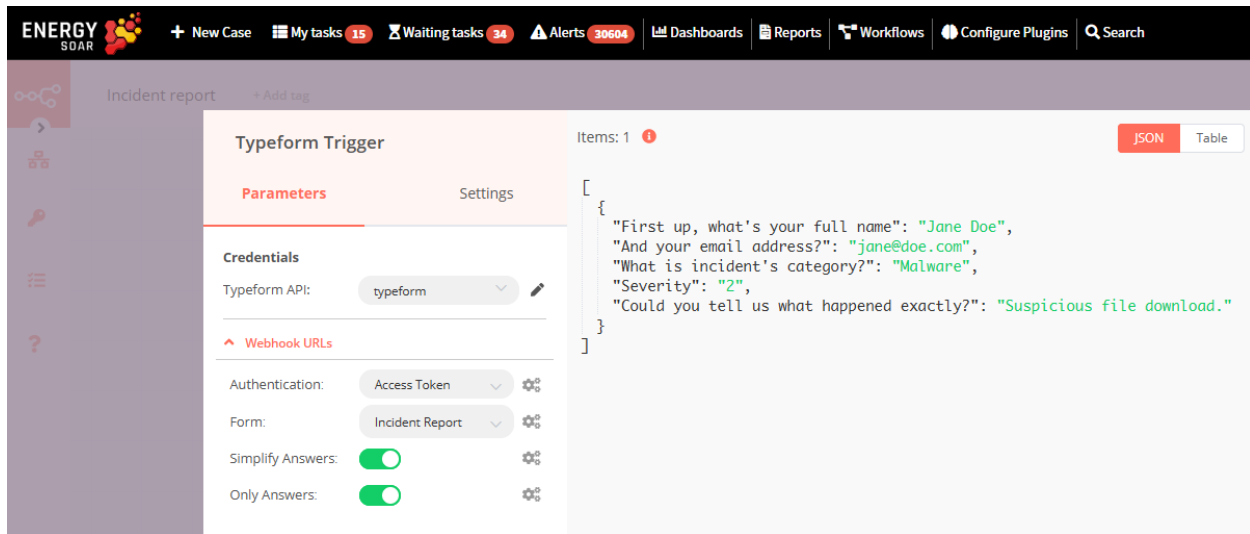 ENERGY SOAR
+ New Case My tasks 15 Waiting tasks 34 Alerts 30604 Dashboards Reports Workflows Configure Plugins Search
Incident report + Add tag
Typeform Trigger
Parameters Settings
Credentials
Typeform API: typeform
Webhook URLs
Authentication: Access Token
Form: Incident Report
Simplify Answers:
Only Answers:
Items: 1
JSON Table
[
{
"First up, what's your full name": "Jane Doe",
"And your email address?": "jane@doe.com",
"What is incident's category?": "Malware",
"Severity": "2",
"Could you tell us what happened exactly?": "Suspicious file download."
}
]